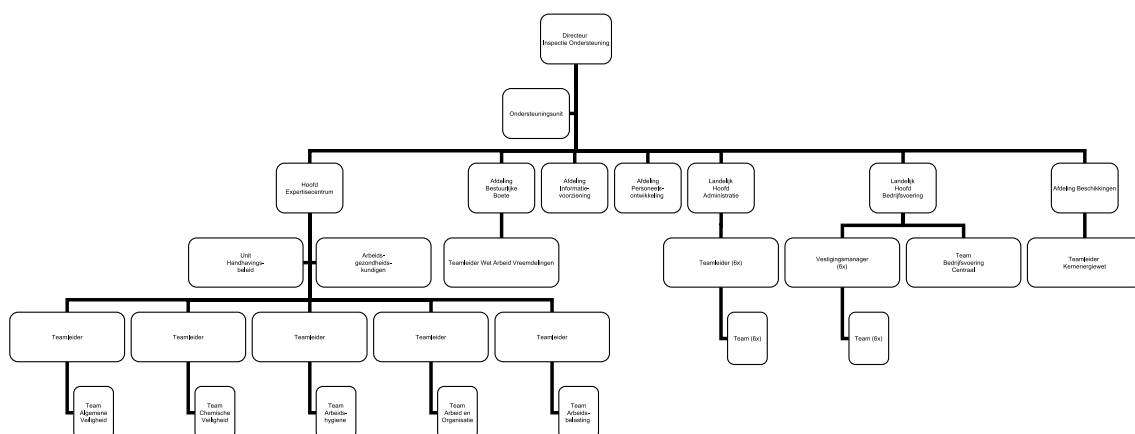 Directeur
Inspectie Ondersteuning
Ondersteuningsunit
Hoofd
Expertisecentrum
Afdeling
Bestuurlijke
Boete
Afdeling
Informatie-
voorziening
Afdeling
Personeels-
ontwikkeling
Landelijk
Hoofd
Administratie
Landelijk
Hoofd
Bedrijfsvoering
Afdeling Beschikkingen
Unit
Handhavings-
beleid
Arbeids-
gezondheids-
kundigen
Teamleider Wet Arbeid Vreemdelingen
Teamleider (6x)
Vestigingsmanager
(6x)
Team
Bedrijfsvoering
Centraal
Teamleider
Kernenergiewet
Teamleider
Teamleider
Teamleider
Teamleider
Teamleider
Team (6x)
Team (6x)
Team
Algemene
Veiligheid
Team
Chemische
Veiligheid
Team
Arbeids-
hygiene
Team
Arbeid en
Organisatie
Team
Arbeids-
belasting